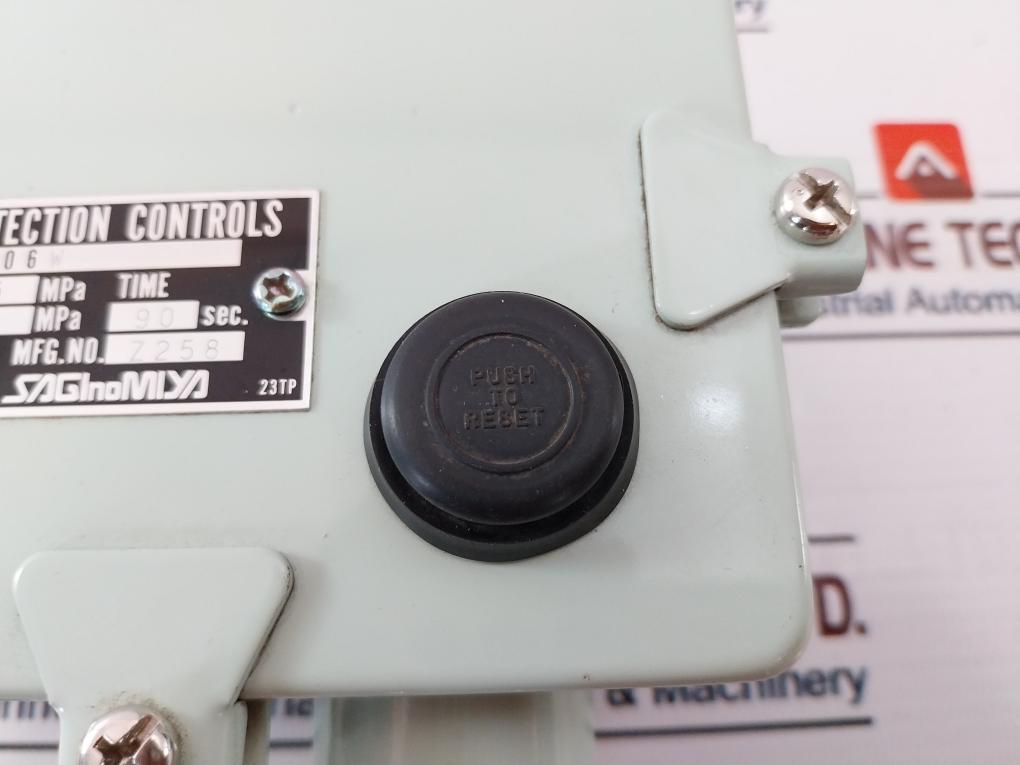 TECTION CONTROLS
06W
MPa TIME
MPa 90 sec.
MFG.NO. Z258
SAGInoMIYA
23TP
PUSH
TO
RESET
NE TEC
strial Automa
D.
& Machinery